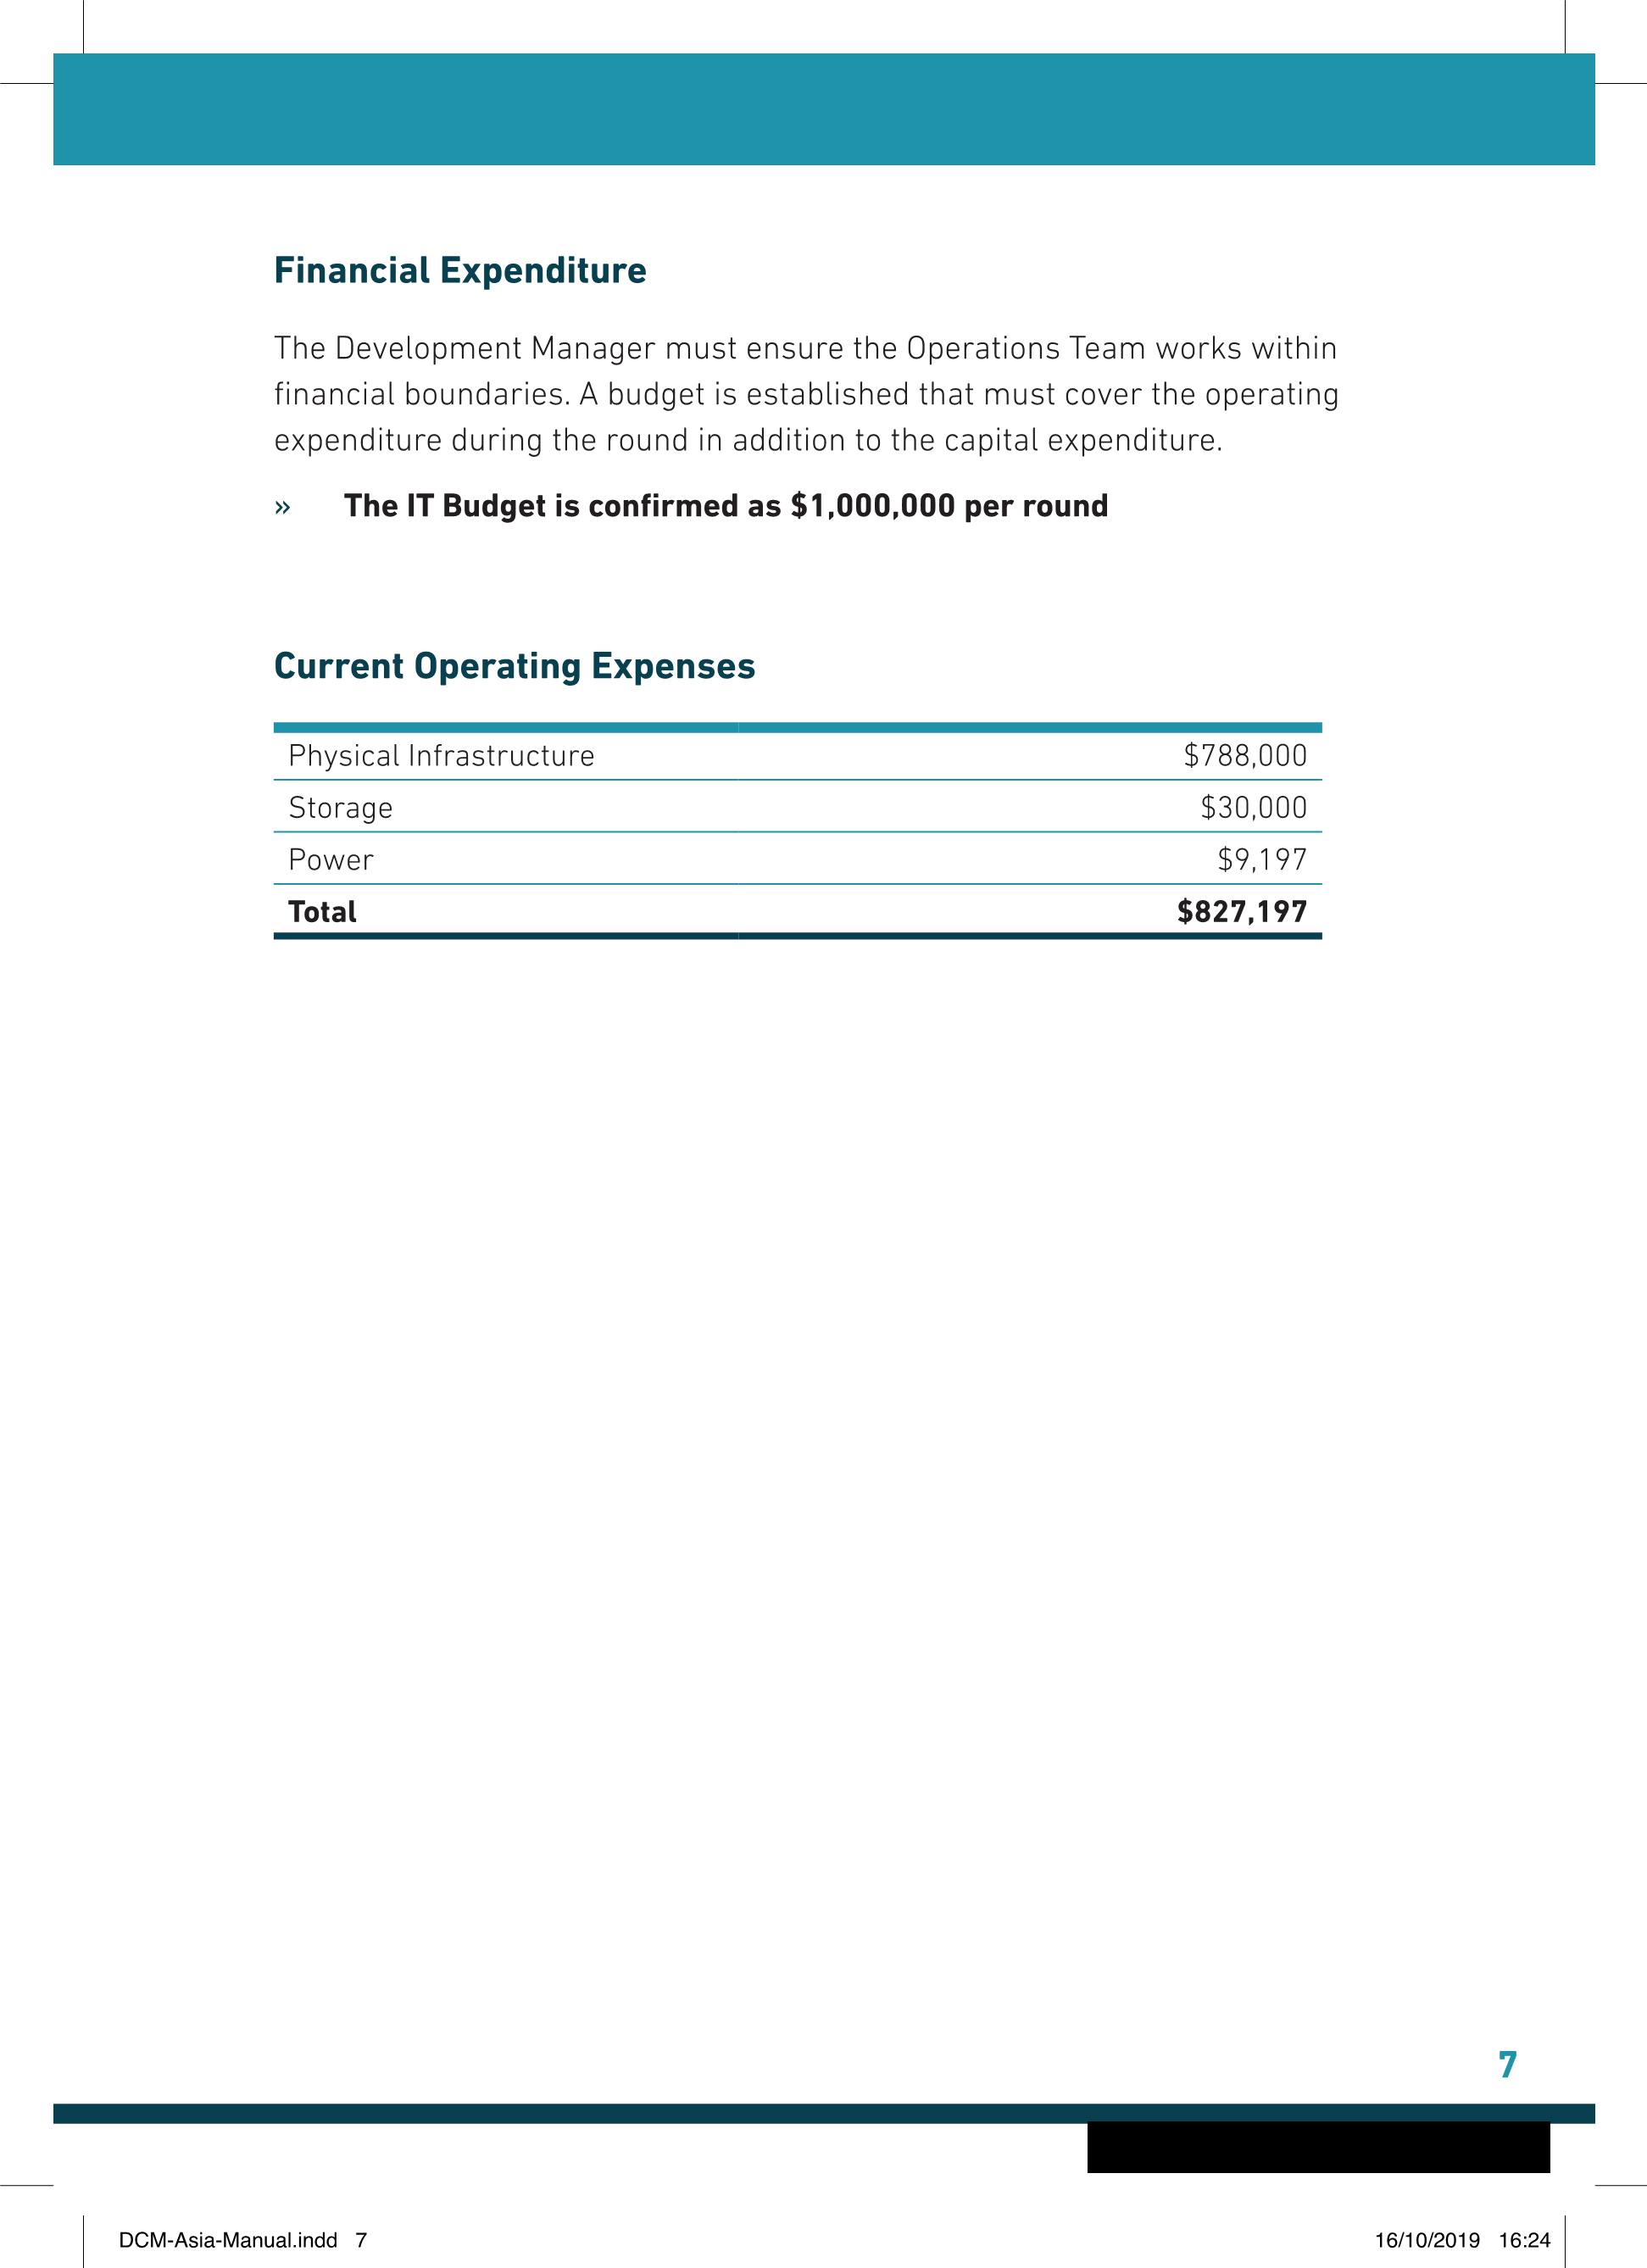 Financial Expenditure
The Development Manager must ensure the Operations Team works within
financial boundaries. A budget is established that must cover the operating
expenditure during the round in addition to the capital expenditure.
» The IT Budget is confirmed as $1,000,000 per round
Current Operating Expenses
Physical Infrastructure $788,000
Storage $30,000
Power $9,197
Total $827,197
7
DCM-Asia-Manual.indd 7 16/10/2019 16:24